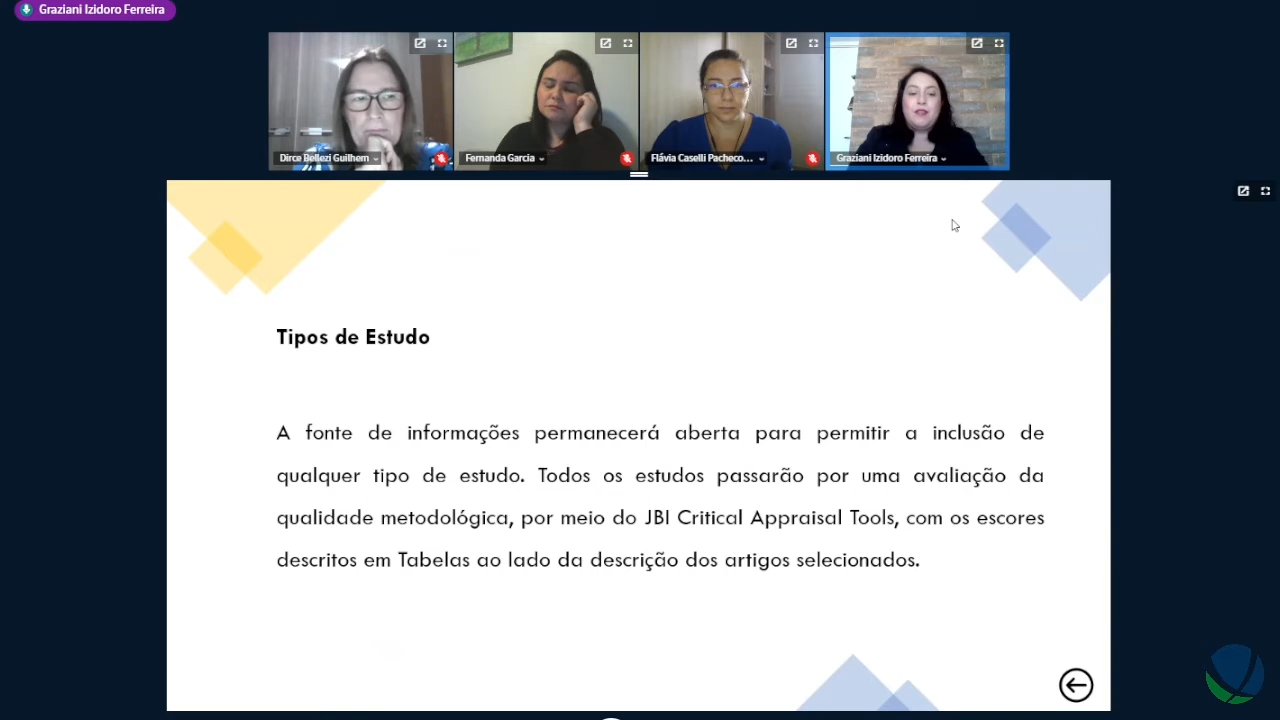 Graziani Izidoro Ferreira
Dirce Bellezi Guilhem
Fernanda Garcia
Flávia Caselli Pacheco...
Graziani Izidoro Ferreira
Tipos de Estudo
A fonte de informações permanecerá aberta para permitir a inclusão de
qualquer tipo de estudo. Todos os estudos passarão por uma avaliação da
qualidade metodológica, por meio do JBI Critical Appraisal Tools, com os escores
descritos em Tabelas ao lado da descrição dos artigos selecionados.